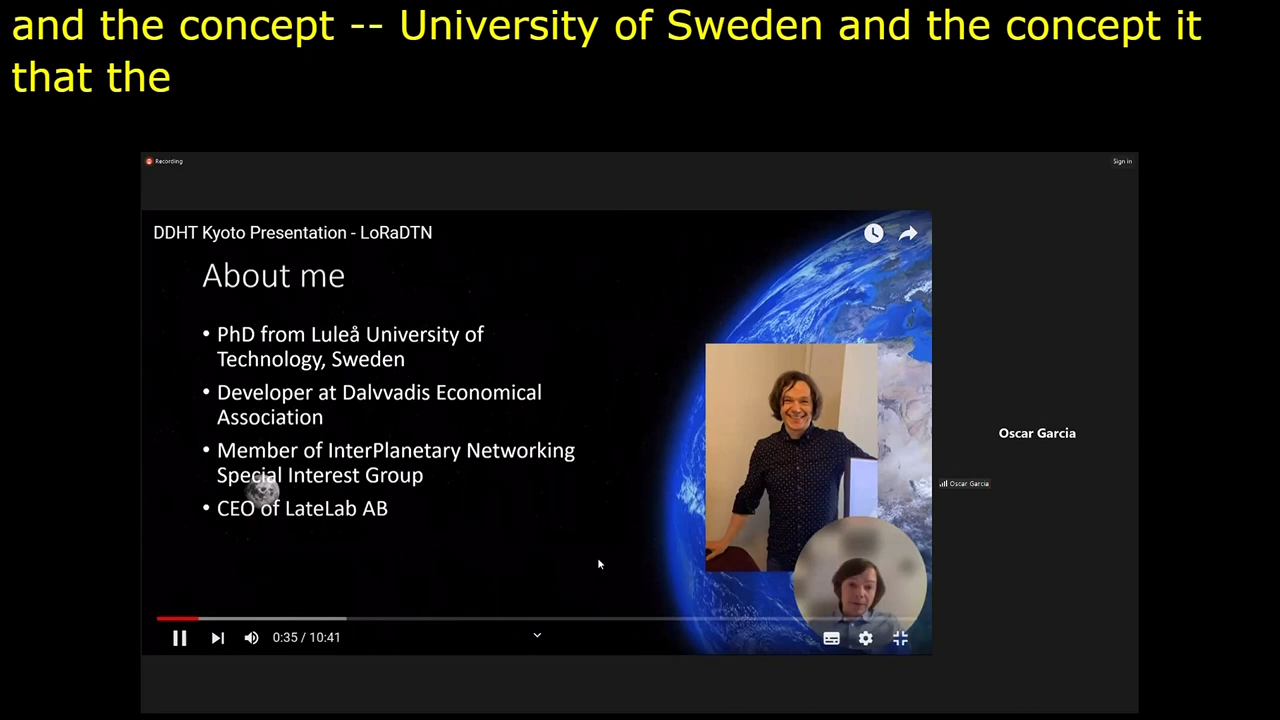 and the concept -- University of Sweden and the concept it
that the
Recording
Sign in
DDHT Kyoto Presentation - LoRaDTN
About me
• PhD from Luleå University of
Technology, Sweden
• Developer at Dalvvadis Economical
Association
• Member of InterPlanetary Networking
Special Interest Group
• CEO of LateLab AB
Oscar Garcia
Oscar Garcia
0:35 / 10:41